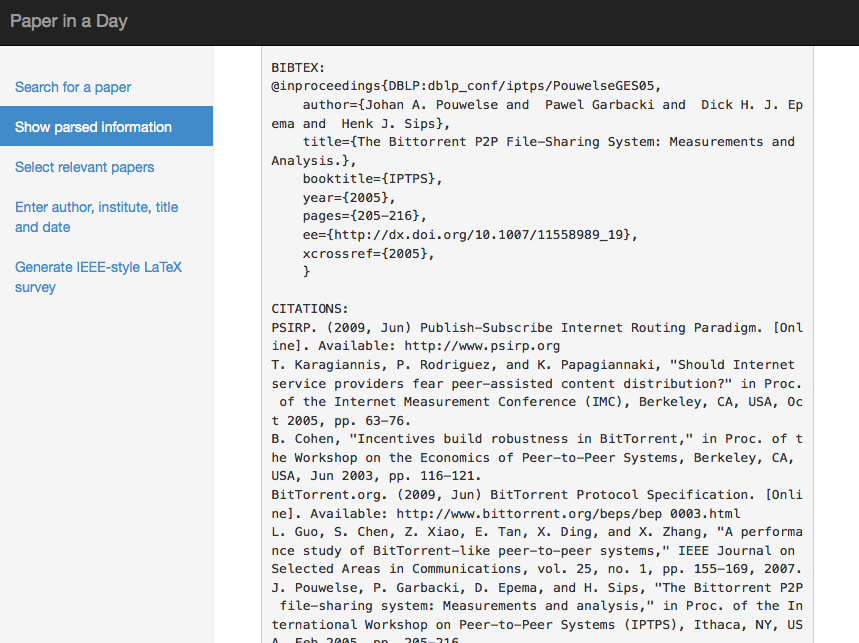 Paper in a Day
Search for a paper
Show parsed information
Select relevant papers
Enter author, institute, title
and date
Generate IEEE-style LaTeX
survey
BIBTEX:
@inproceedings{DBLP:dblp_conf/iptps/PouwelseGES05,
    author={Johan A. Pouwelse and  Pawel Garbacki and  Dick H. J. Ep
ema and  Henk J. Sips},
    title={The Bittorrent P2P File-Sharing System: Measurements and
Analysis.},
    booktitle={IPTPS},
    year={2005},
    pages={205-216},
    ee={http://dx.doi.org/10.1007/11558989_19},
    xcrossref={2005},
    }
CITATIONS:
PSIRP. (2009, Jun) Publish-Subscribe Internet Routing Paradigm. [Onl
ine]. Available: http://www.psirp.org
T. Karagiannis, P. Rodriguez, and K. Papagiannaki, "Should Internet
service providers fear peer-assisted content distribution?" in Proc.
 of the Internet Measurement Conference (IMC), Berkeley, CA, USA, Oc
t 2005, pp. 63-76.
B. Cohen, "Incentives build robustness in BitTorrent," in Proc. of t
he Workshop on the Economics of Peer-to-Peer Systems, Berkeley, CA,
USA, Jun 2003, pp. 116-121.
BitTorrent.org. (2009, Jun) BitTorrent Protocol Specification. [Onli
ne]. Available: http://www.bittorrent.org/beps/bep 0003.html
L. Guo, S. Chen, Z. Xiao, E. Tan, X. Ding, and X. Zhang, "A performa
nce study of BitTorrent-like peer-to-peer systems," IEEE Journal on
Selected Areas in Communications, vol. 25, no. 1, pp. 155-169, 2007.
J. Pouwelse, P. Garbacki, D. Epema, and H. Sips, "The Bittorrent P2P
 file-sharing system: Measurements and analysis," in Proc. of the In
ternational Workshop on Peer-to-Peer Systems (IPTPS), Ithaca, NY, US
A, Feb 2005, pp. 205-216.